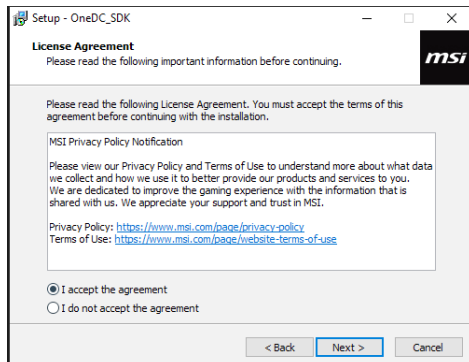 Setup - OneDC_SDK
License Agreement
Please read the following important information before continuing.
msi
Please read the following License Agreement. You must accept the terms of this
agreement before continuing with the installation.
MSI Privacy Policy Notification
Please view our Privacy Policy and Terms of Use to understand more about what data
we collect and how we use it to better provide our products and services to you.
We are dedicated to improve the gaming experience with the information that is
shared with us. We appreciate your support and trust in MSI.
Privacy Policy: https://www.msi.com/page/privacy-policy
Terms of Use: https://www.msi.com/page/website-terms-of-use
I accept the agreement
I do not accept the agreement
< Back
Next >
Cancel